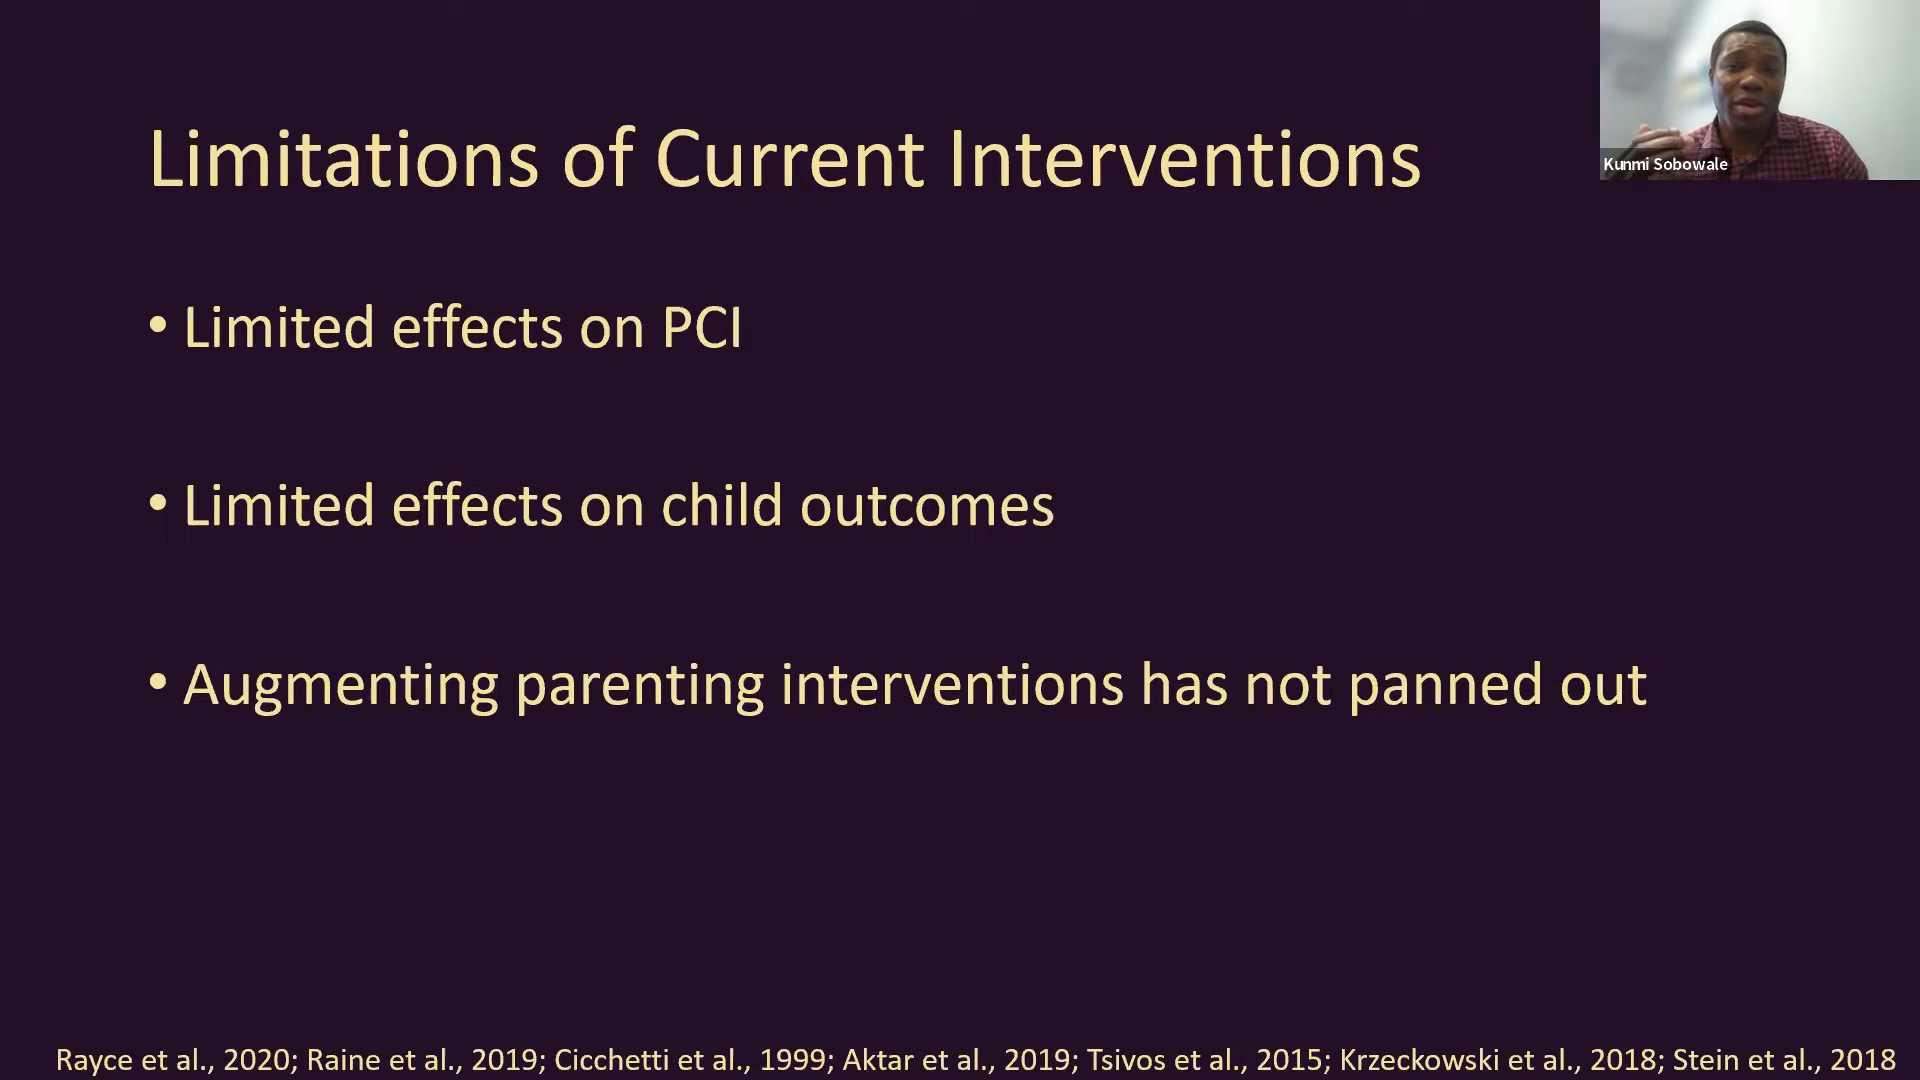 Limitations of Current Interventions
Kunmi Sobowale
• Limited effects on PCI
• Limited effects on child outcomes
• Augmenting parenting interventions has not panned out
Rayce et al., 2020; Raine et al., 2019; Cicchetti et al., 1999; Aktar et al., 2019; Tsivos et al., 2015; Krzeckowski et al., 2018; Stein et al., 2018